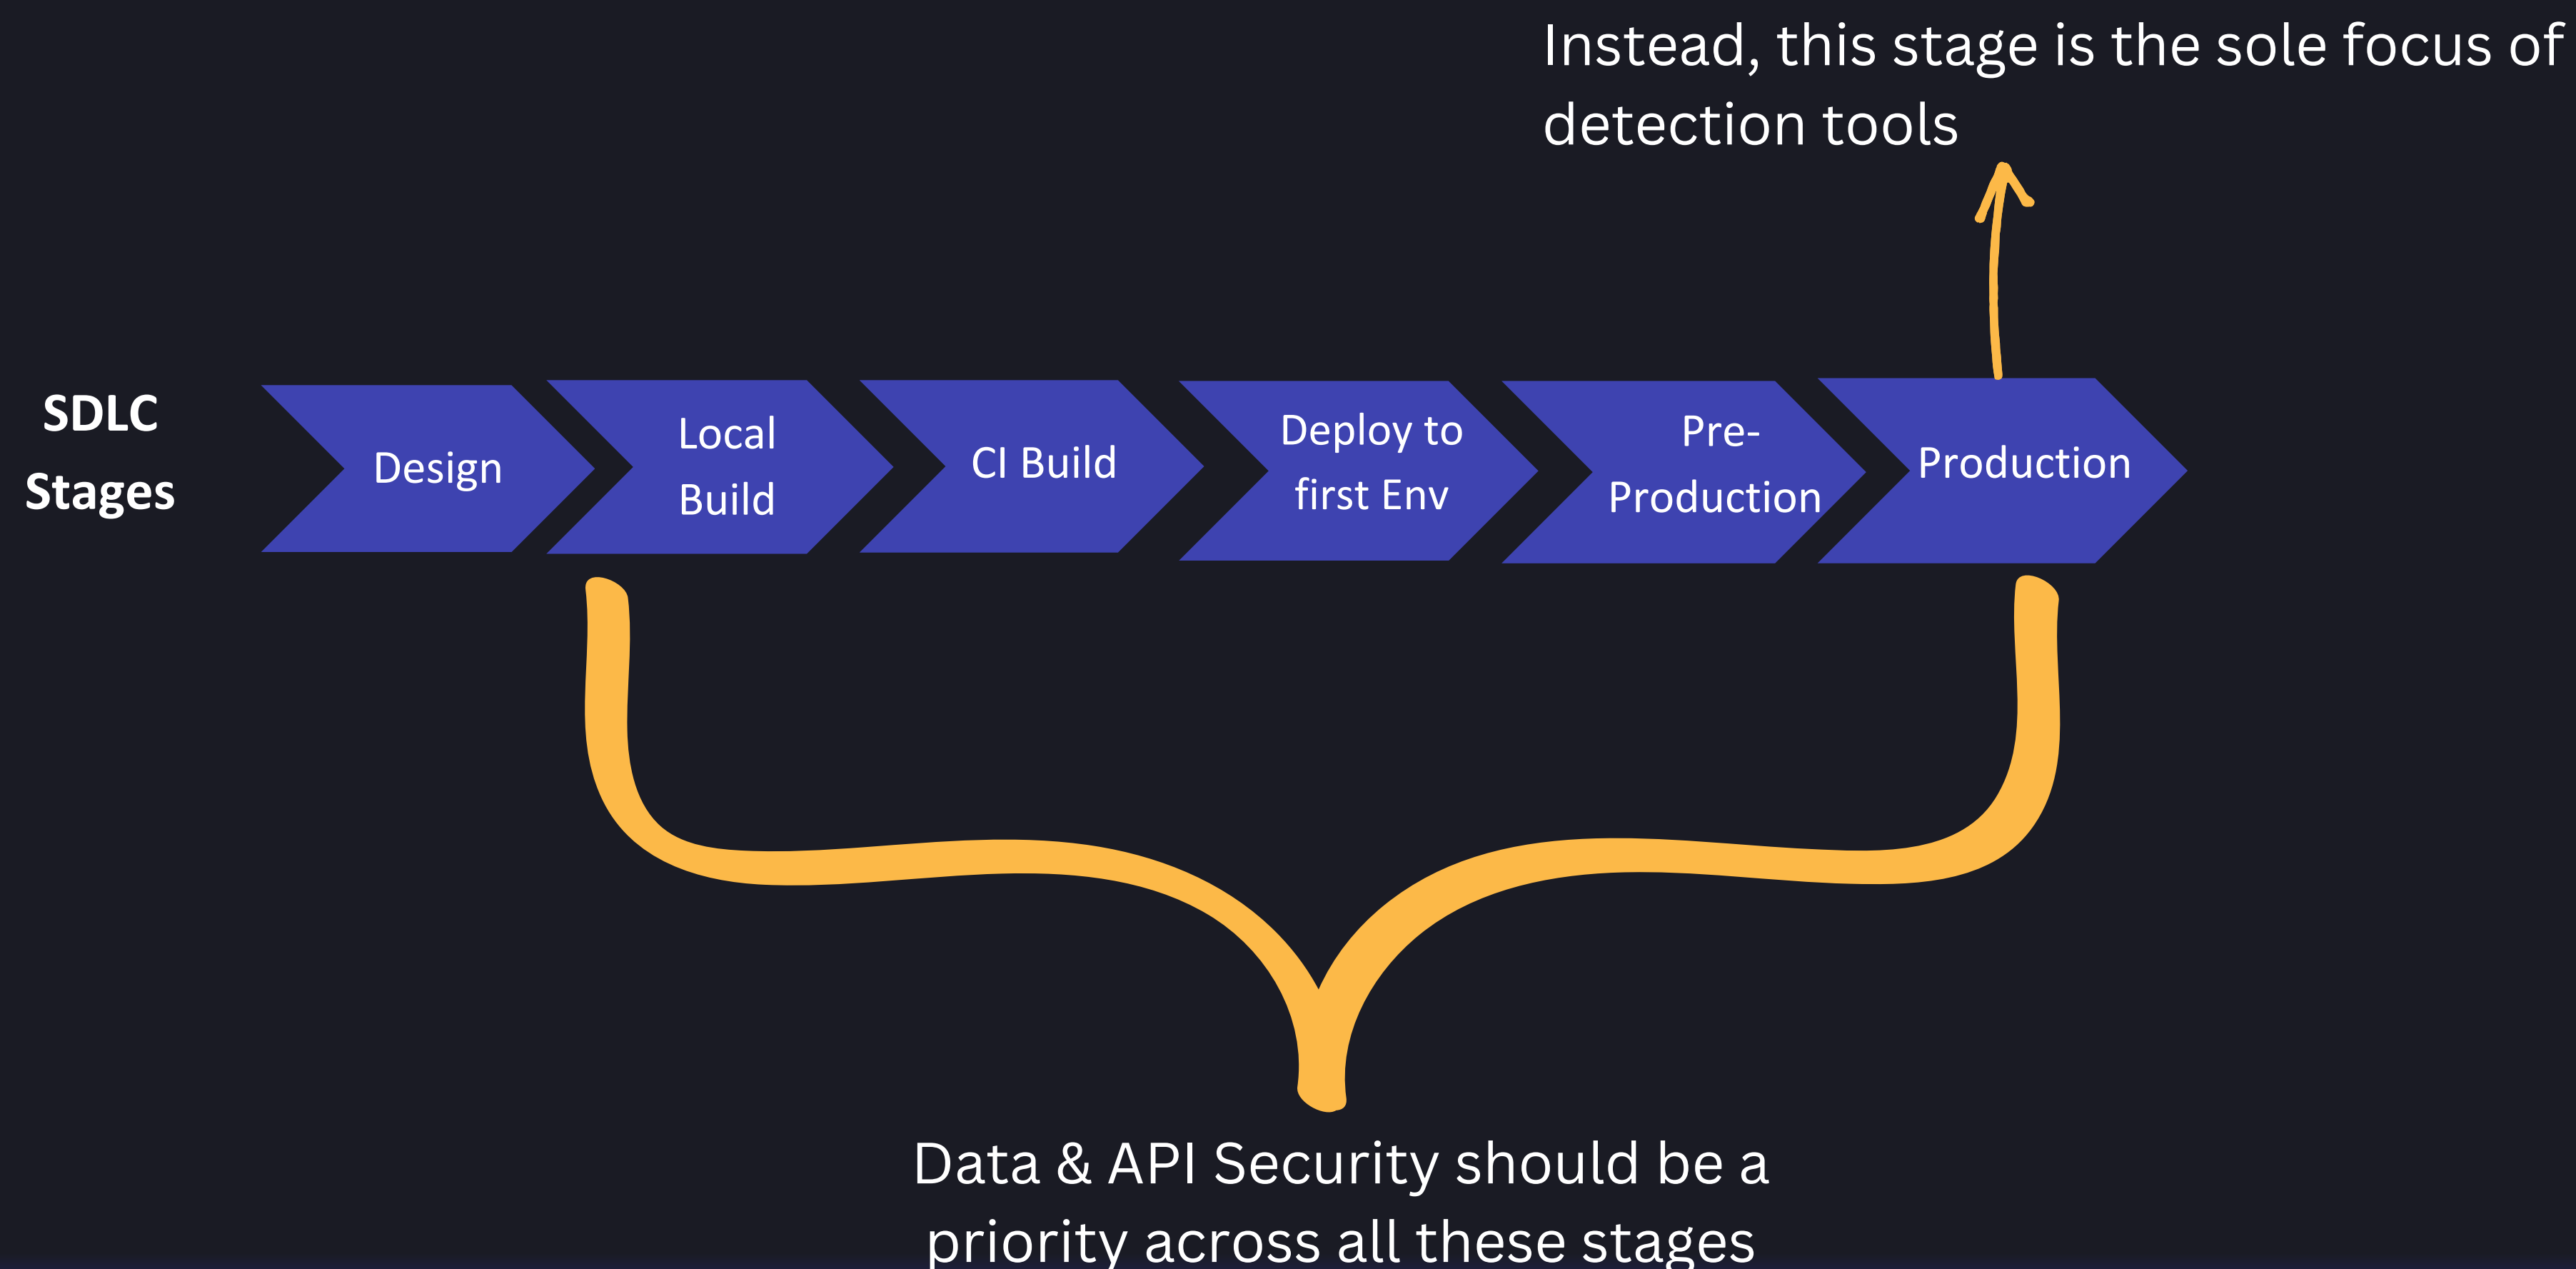 Instead, this stage is the sole focus of
detection tools
SDLC
Stages
Design
Local
Build
CI Build
Deploy to
first Env
Pre-
Production
Production
Data & API Security should be a
priority across all these stages